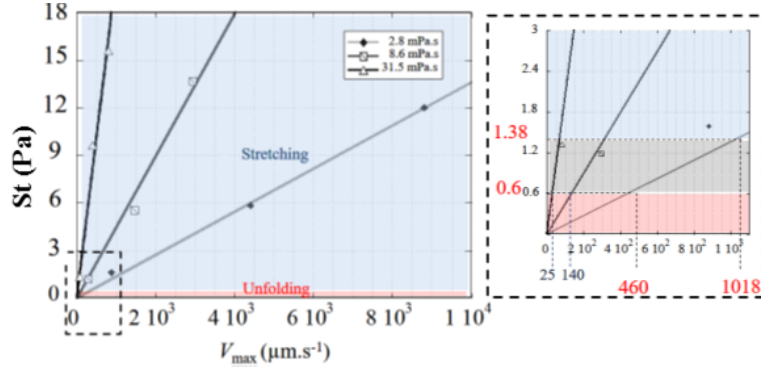 18
15
12
9
6
3
0
St (Pa)
2.8 mPa.s
8.6 mPa.s
31.5 mPa.s
Stretching
Unfolding
0 2 10³ 4 10³ 6 10³ 8 10³ 1 10⁴
V_max (µm.s⁻¹)
3
2.4
1.8
1.38
1.2
0.6 0.6
0
0 2 10² 4 10² 6 10² 8 10² 1 10³
25 140
460 1018